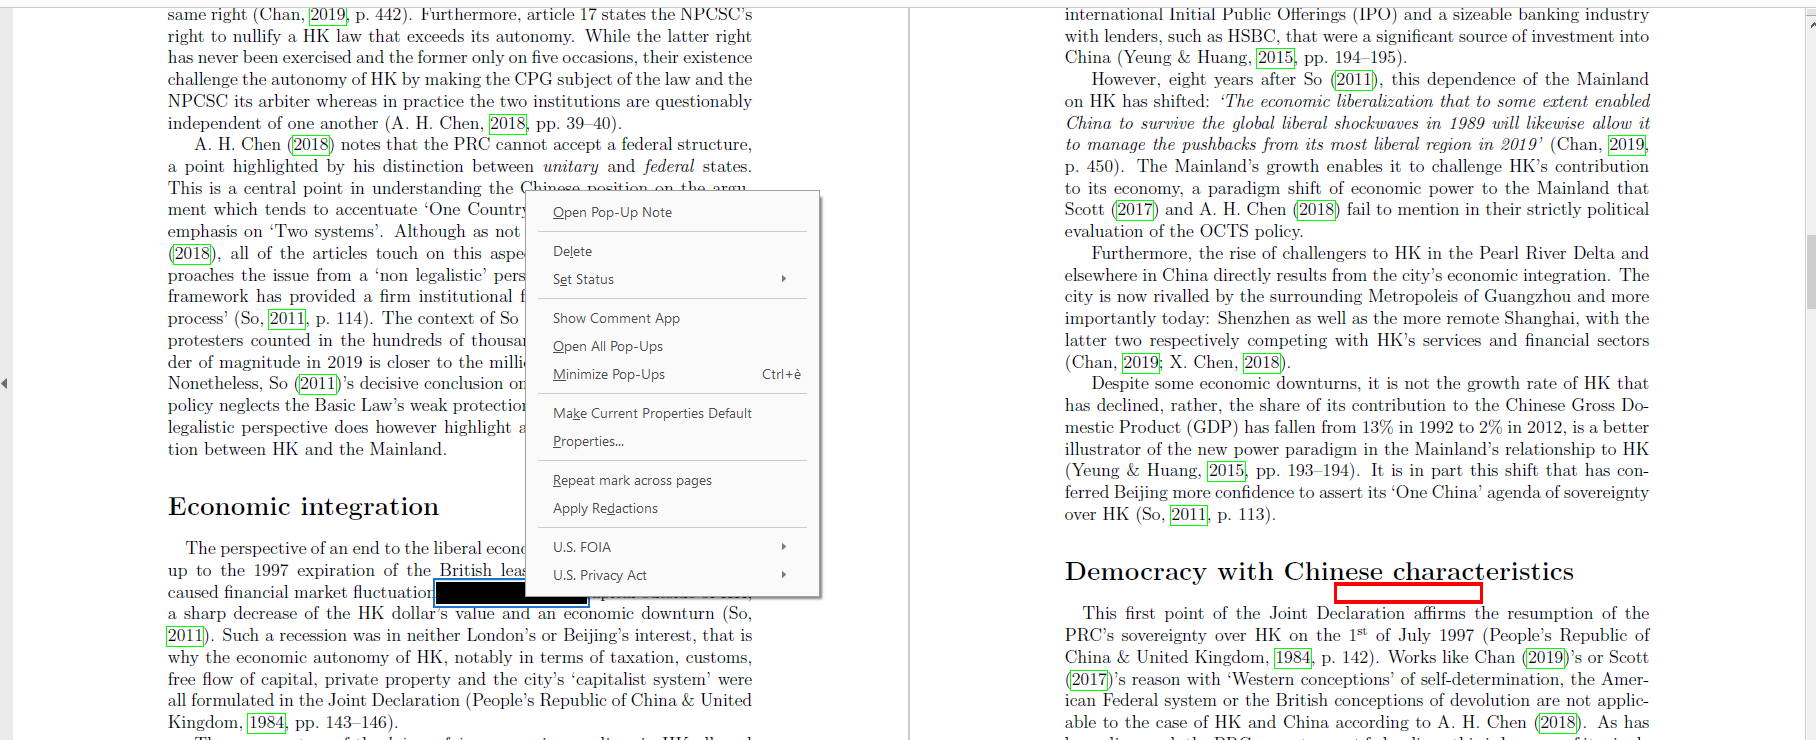 same right (Chan, 2019, p. 442). Furthermore, article 17 states the NPCSC's
right to nullify a HK law that exceeds its autonomy. While the latter right
has never been exercised and the former only on five occasions, their existence
challenge the autonomy of HK by making the CPG subject of the law and the
NPCSC its arbiter whereas in practice the two institutions are questionably
independent of one another (A. H. Chen, 2018, pp. 39–40).
A. H. Chen (2018) notes that the PRC cannot accept a federal structure,
a point highlighted by his distinction between unitary and federal states.
This is a central point in understanding the Chinese position on the argu-
ment which tends to accentuate 'One Country
emphasis on 'Two systems'. Although as not
(2018), all of the articles touch on this aspe
proaches the issue from a 'non legalistic' pers
framework has provided a firm institutional f
process' (So, 2011, p. 114). The context of So
protesters counted in the hundreds of thousan
der of magnitude in 2019 is closer to the milli
Nonetheless, So (2011)'s decisive conclusion on
policy neglects the Basic Law's weak protection
legalistic perspective does however highlight a
tion between HK and the Mainland.
Economic integration
The perspective of an end to the liberal econo
up to the 1997 expiration of the British leas
caused financial market fluctuation
a sharp decrease of the HK dollar's value and an economic downturn (So,
2011). Such a recession was in neither London's or Beijing's interest, that is
why the economic autonomy of HK, notably in terms of taxation, customs,
free flow of capital, private property and the city's 'capitalist system' were
all formulated in the Joint Declaration (People's Republic of China & United
Kingdom, 1984, pp. 143–146).
Open Pop-Up Note
Delete
Set Status
Show Comment App
Open All Pop-Ups
Minimize Pop-Ups Ctrl+è
Make Current Properties Default
Properties...
Repeat mark across pages
Apply Redactions
U.S. FOIA
U.S. Privacy Act
international Initial Public Offerings (IPO) and a sizeable banking industry
with lenders, such as HSBC, that were a significant source of investment into
China (Yeung & Huang, 2015, pp. 194–195).
However, eight years after So (2011), this dependence of the Mainland
on HK has shifted: 'The economic liberalization that to some extent enabled
China to survive the global liberal shockwaves in 1989 will likewise allow it
to manage the pushbacks from its most liberal region in 2019' (Chan, 2019,
p. 450). The Mainland's growth enables it to challenge HK's contribution
to its economy, a paradigm shift of economic power to the Mainland that
Scott (2017) and A. H. Chen (2018) fail to mention in their strictly political
evaluation of the OCTS policy.
Furthermore, the rise of challengers to HK in the Pearl River Delta and
elsewhere in China directly results from the city's economic integration. The
city is now rivalled by the surrounding Metropoleis of Guangzhou and more
importantly today: Shenzhen as well as the more remote Shanghai, with the
latter two respectively competing with HK's services and financial sectors
(Chan, 2019; X. Chen, 2018).
Despite some economic downturns, it is not the growth rate of HK that
has declined, rather, the share of its contribution to the Chinese Gross Do-
mestic Product (GDP) has fallen from 13% in 1992 to 2% in 2012, is a better
illustrator of the new power paradigm in the Mainland's relationship to HK
(Yeung & Huang, 2015, pp. 193–194). It is in part this shift that has con-
ferred Beijing more confidence to assert its 'One China' agenda of sovereignty
over HK (So, 2011, p. 113).
Democracy with Chinese characteristics
This first point of the Joint Declaration affirms the resumption of the
PRC's sovereignty over HK on the 1st of July 1997 (People's Republic of
China & United Kingdom, 1984, p. 142). Works like Chan (2019)'s or Scott
(2017)'s reason with 'Western conceptions' of self-determination, the Amer-
ican Federal system or the British conceptions of devolution are not applic-
able to the case of HK and China according to A. H. Chen (2018). As has